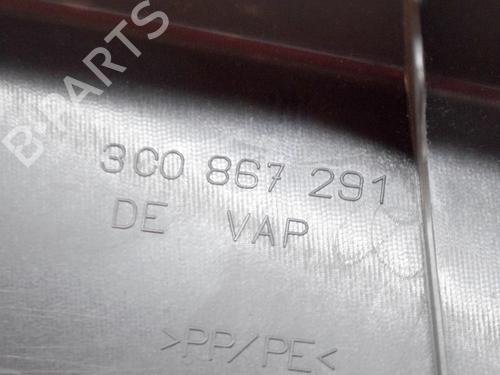 B-PARTS
3C0 867 291
DE VAP
>PP/PE<